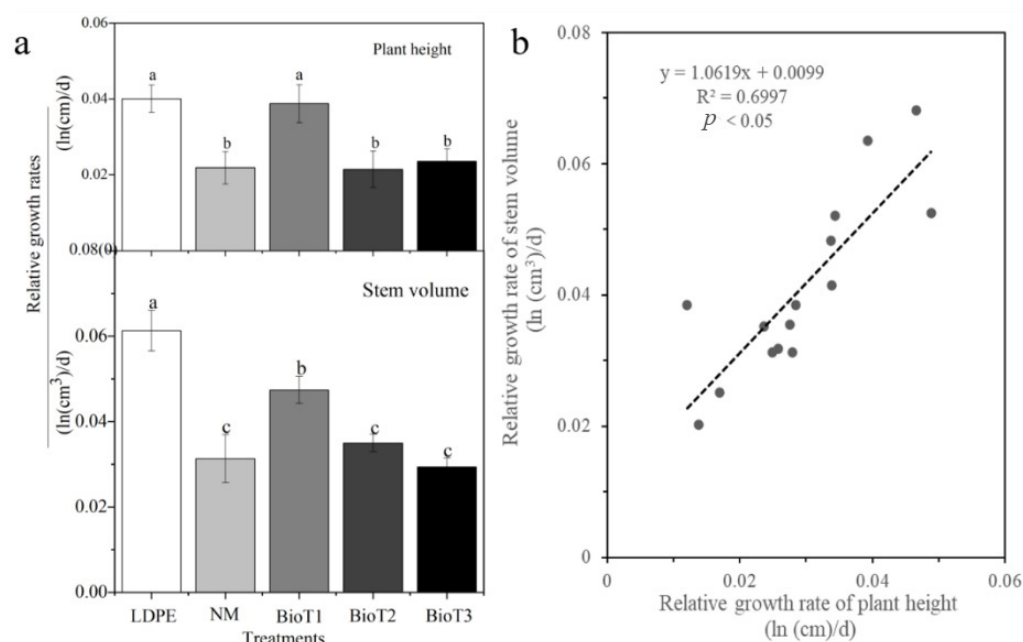 a
Relative growth rates
(ln(cm)/d)
(ln(cm³)/d)
0.06
0.04
0.02
0.08(0)
0.06
0.04
0.02
0.00
Plant height
a
b
a
b
b
Stem volume
a
c
b
c
c
LDPE NM BioT1 BioT2 BioT3
Treatments
b
y = 1.0619x + 0.0099
R² = 0.6997
p < 0.05
Relative growth rate of stem volume
(ln (cm³)/d)
0.08
0.06
0.04
0.02
0
0 0.02 0.04 0.06
Relative growth rate of plant height
(ln (cm)/d)